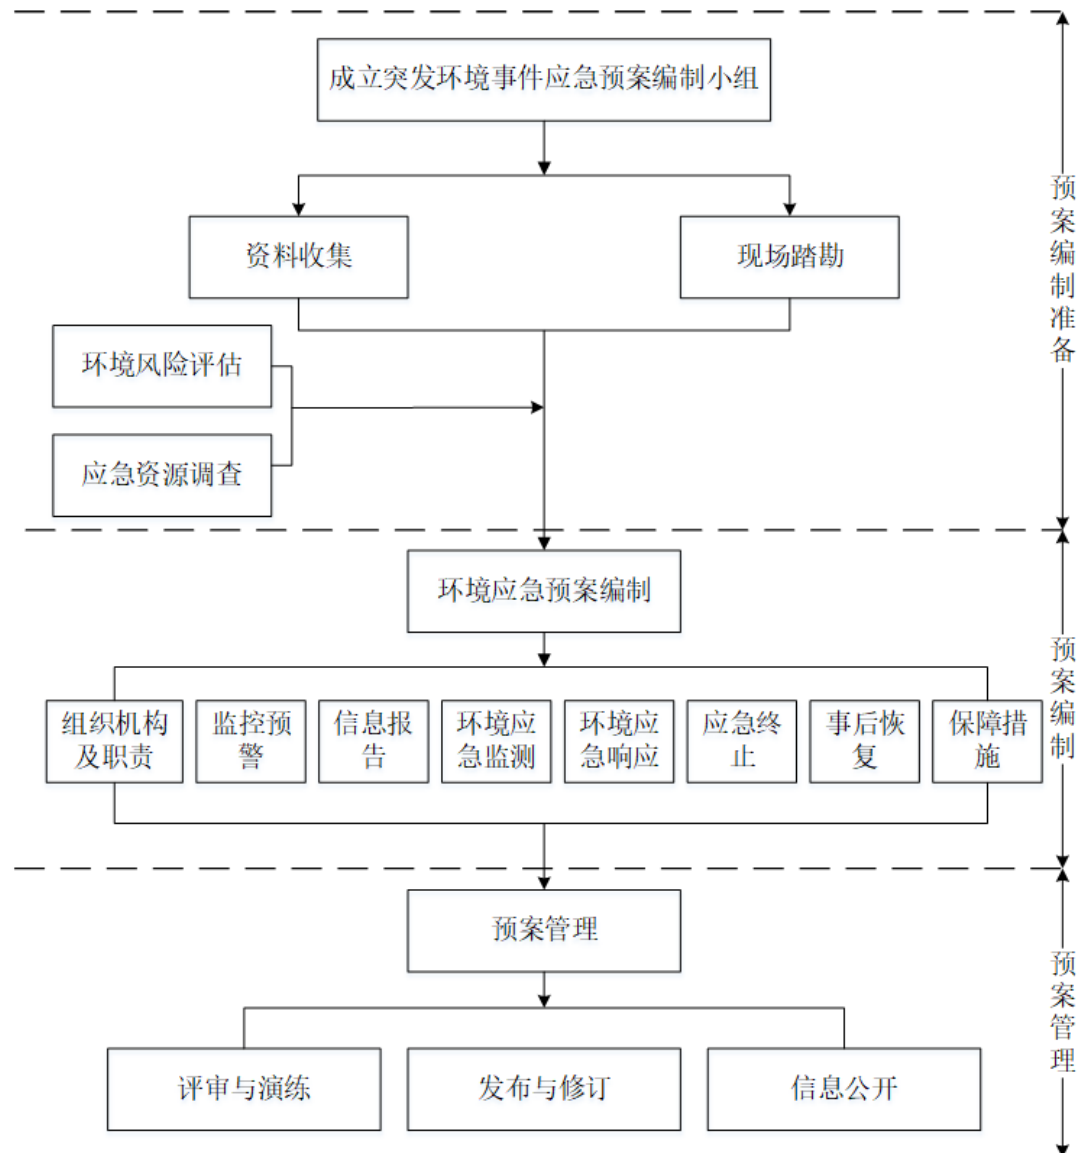 成立突发环境事件应急预案编制小组
资料收集
现场踏勘
环境风险评估
应急资源调查
预案编制准备
环境应急预案编制
组织机构
及职责
监控预
警
信息报
告
环境应
急监测
环境应
急响应
应急终
止
事后恢
复
保障措
施
预案编制
预案管理
评审与演练
发布与修订
信息公开
预案管理